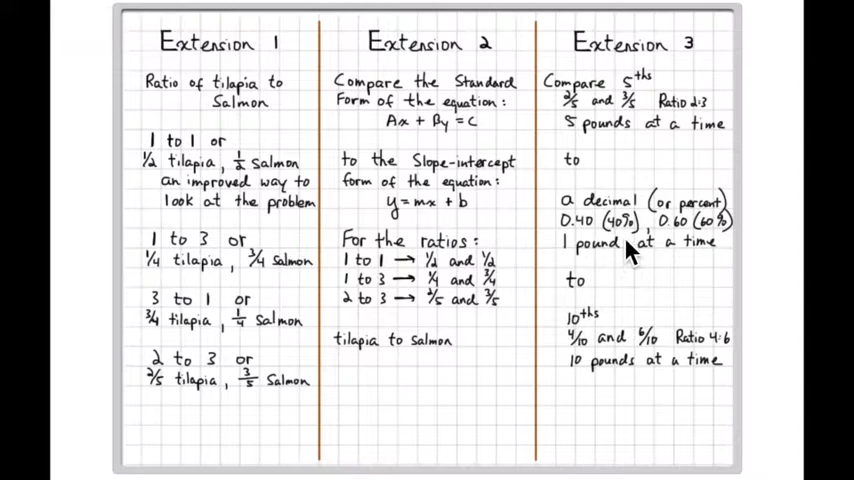 Extension 1
Ratio of tilapia to
Salmon
1 to 1 or
1/2 tilapia, 1/2 Salmon
an improved way to
look at the problem
1 to 3 or
1/4 tilapia, 3/4 Salmon
3 to 1 or
3/4 tilapia, 1/4 Salmon
2 to 3 or
2/5 tilapia, 3/5 Salmon
Extension 2
Compare the Standard
Form of the equation:
Ax + By = C
to the Slope-intercept
form of the equation:
y = mx + b
For the ratios:
1 to 1 → 1/2 and 1/2
1 to 3 → 1/4 and 3/4
2 to 3 → 2/5 and 3/5
tilapia to Salmon
Extension 3
Compare 5ths
2/5 and 3/5 Ratio 2:3
5 pounds at a time
to
a decimal (or percent)
0.40 (40%), 0.60 (60%)
1 pound at a time
to
10ths
4/10 and 6/10 Ratio 4:6
10 pounds at a time